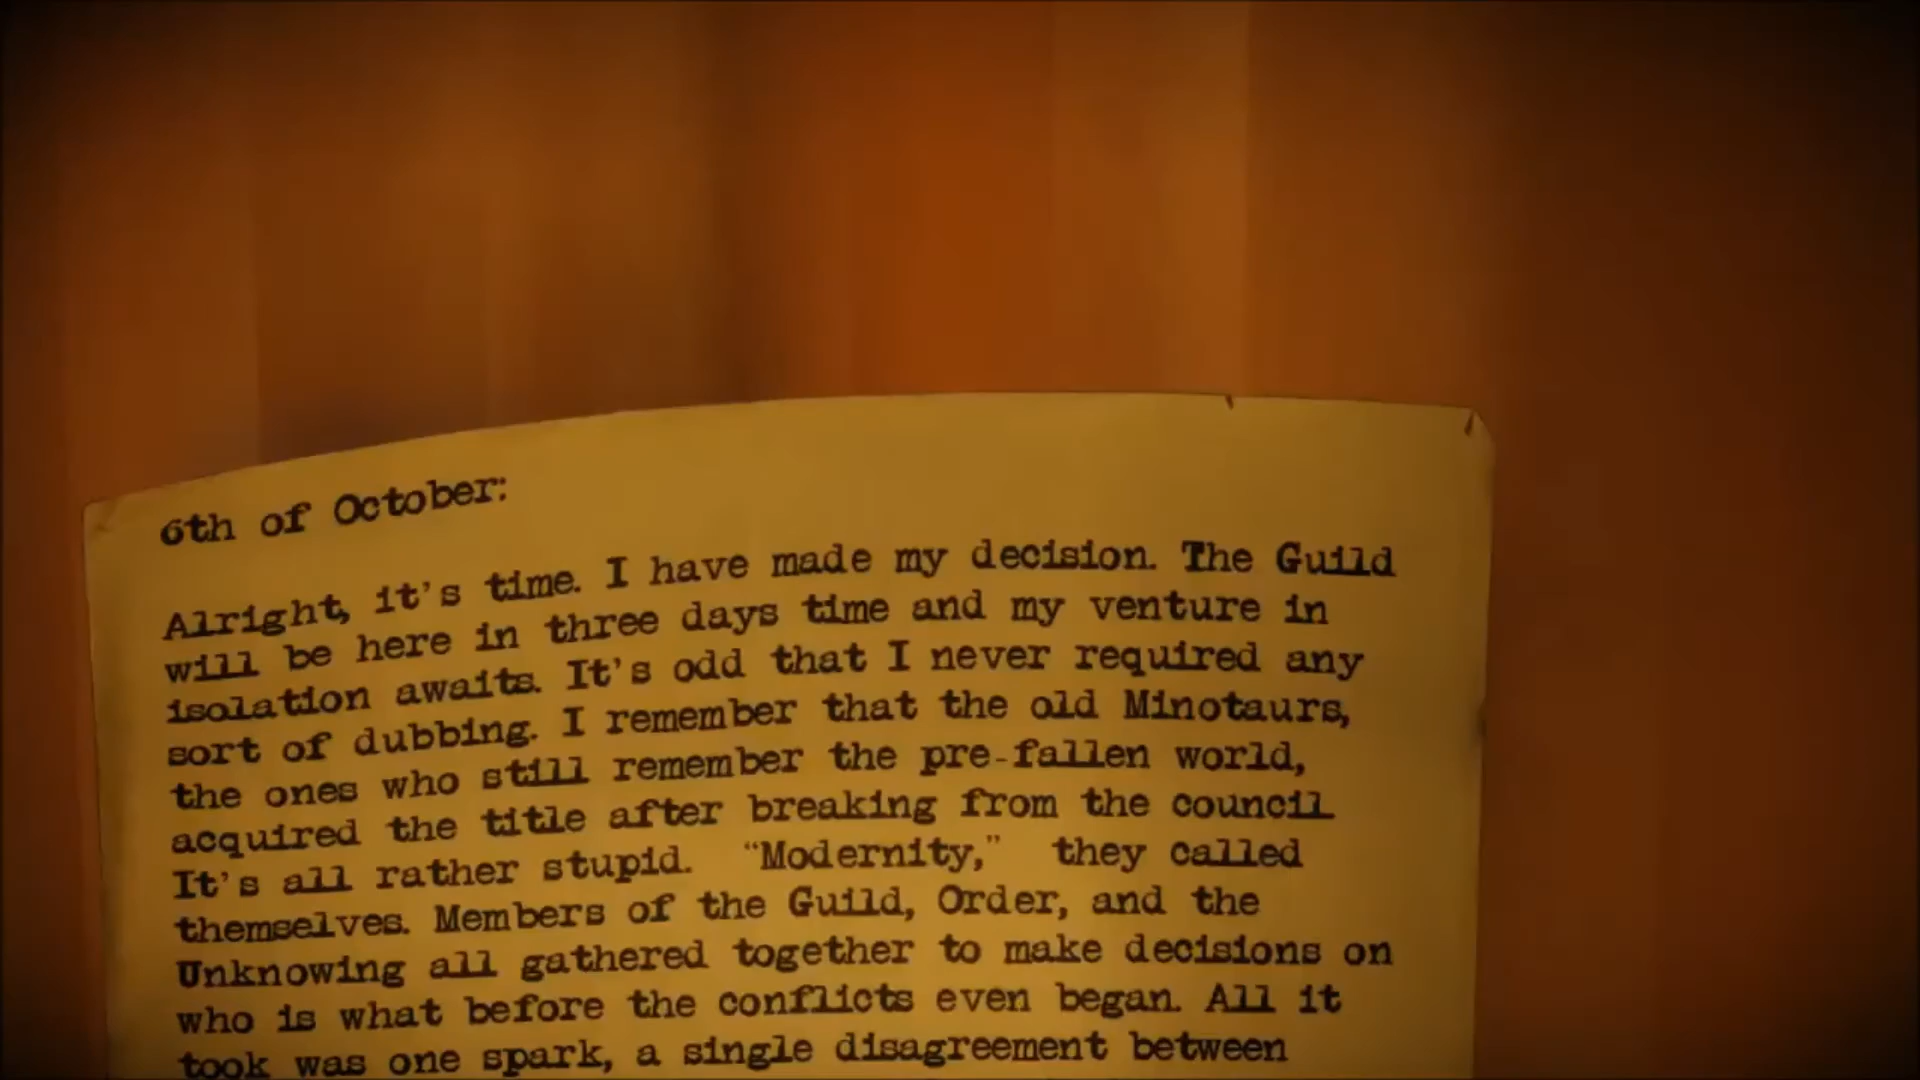 6th of October:
Alright, it's time. I have made my decision. The Guild
will be here in three days time and my venture in
isolation awaits. It's odd that I never required any
sort of dubbing. I remember that the old Minotaurs,
the ones who still remember the pre-fallen world,
acquired the title after breaking from the council
It's all rather stupid. “Modernity,” they called
themselves. Members of the Guild, Order, and the
Unknowing all gathered together to make decisions on
who is what before the conflicts even began. All it
took was one spark, a single disagreement between